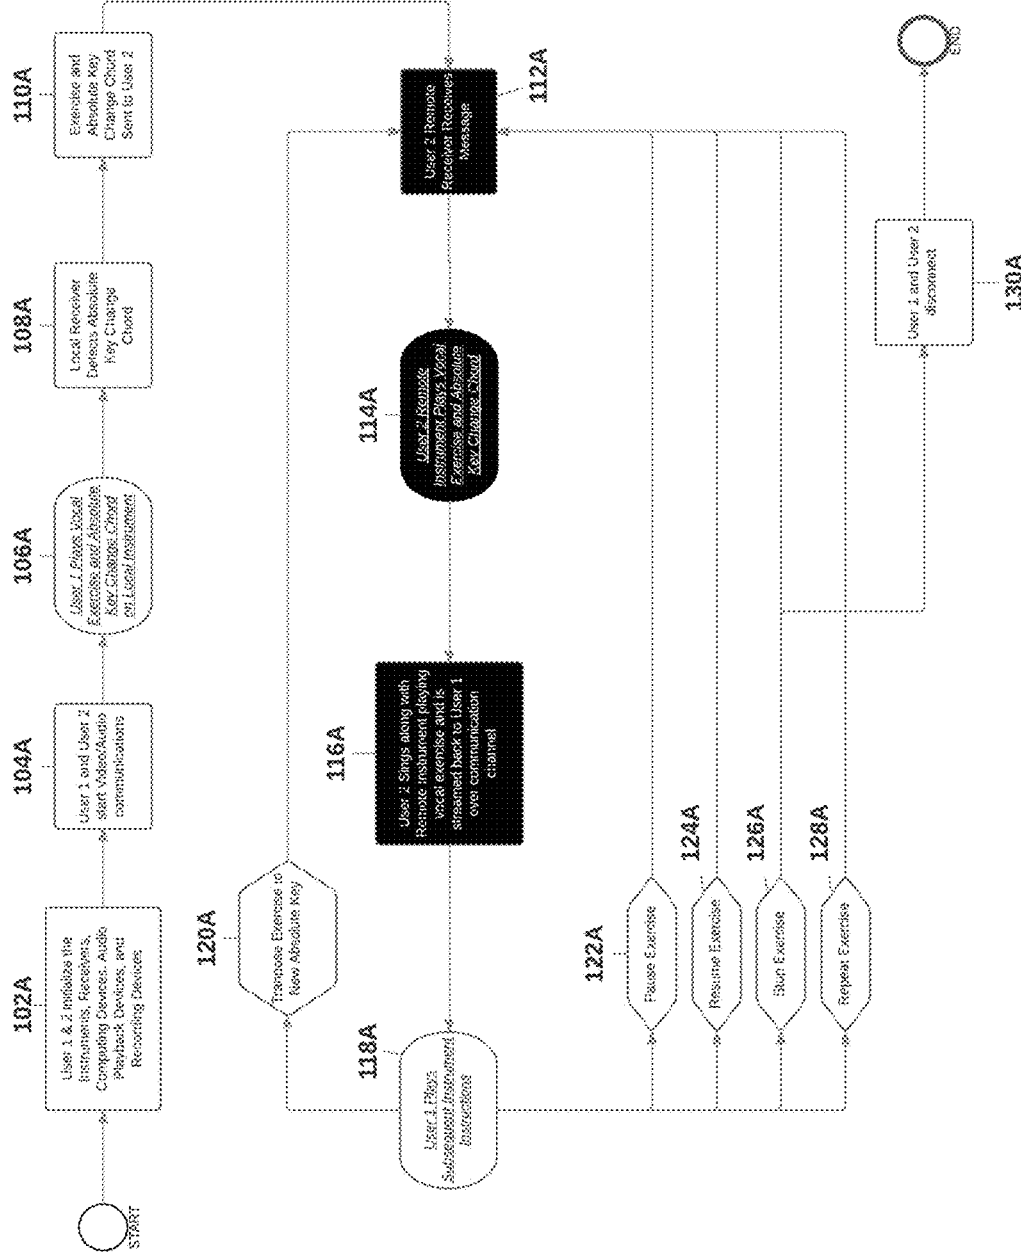 START
102A
User 1 & 2 Initialize the
Instruments, Receivers,
Computing Devices, Audio
Playback Devices, and
Recording Devices
104A
User 1 and User 2
start Video/Audio
communications
106A
User 1 Plays Vocal
Exercise and Absolute
Key Change Chord
on Local Instrument
108A
Local Receiver
Detects Absolute
Key Change
Chord
110A
Exercise and
Absolute Key
Change Chord
Sent to User 2
112A
User 2 Remote
Receiver Receives
Message
114A
User 2 Remote
Instrument Plays Vocal
Exercise and Absolute
Key Change Chord
116A
User 2 Sings along with
Remote Instrument playing
vocal exercise and is
streamed back to User 1
over communication
channel
118A
User 1 Plays
Subsequent Instrument
Instructions
120A
Transpose Exercise to
New Absolute Key
122A
Pause Exercise
124A
Resume Exercise
126A
Stop Exercise
128A
Repeat Exercise
130A
User 1 and User 2
disconnect
END